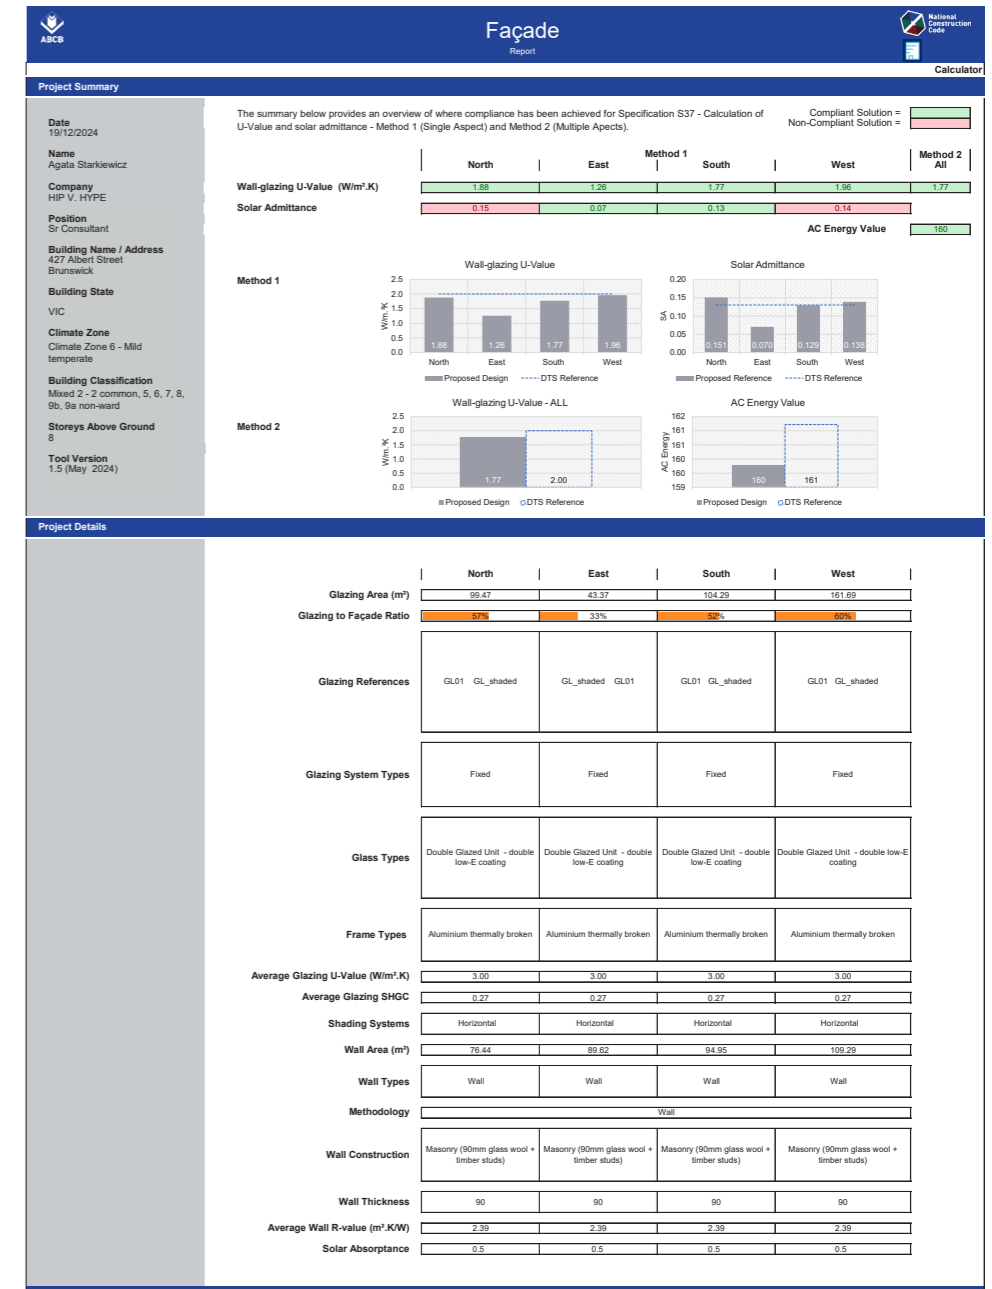 ABCB
Façade
Report
National
Construction
Code
Calculator
Project Summary
Date
19/12/2024
Name
Agata Starkiewicz
Company
HIP V. HYPE
Position
Sr Consultant
Building Name / Address
427 Albert Street
Brunswick
Building State
VIC
Climate Zone
Climate Zone 6 - Mild
temperate
Building Classification
Mixed 2 - 2 common, 5, 6, 7, 8,
9b, 9a non-ward
Storeys Above Ground
8
Tool Version
1.5 (May 2024)
The summary below provides an overview of where compliance has been achieved for Specification S37 - Calculation of
U-Value and solar admittance - Method 1 (Single Aspect) and Method 2 (Multiple Apects).
Compliant Solution =
Non-Compliant Solution =
Method 1 Method 2
North East South West All
Wall-glazing U-Value (W/m².K) 1.88 1.26 1.77 1.96 1.77
Solar Admittance 0.15 0.07 0.13 0.14
AC Energy Value 160
Method 1
Wall-glazing U-Value
W/m.²K
2.5
2.0
1.5
1.0
0.5
0.0
1.88 1.26 1.77 1.96
North East South West
Proposed Design DTS Reference
Solar Admittance
SA
0.20
0.15
0.10
0.05
0.00
0.151 0.070 0.129 0.138
North East South West
Proposed Reference DTS Reference
Method 2
Wall-glazing U-Value - ALL
W/m.²K
2.5
2.0
1.5
1.0
0.5
0.0
1.77 2.00
Proposed Design DTS Reference
AC Energy Value
AC Energy
162
161
161
160
160
159
160 161
Proposed Design DTS Reference
Project Details
North East South West
Glazing Area (m²) 99.47 43.37 104.29 161.69
Glazing to Façade Ratio 57% 33% 52% 60%
Glazing References GL01 GL_shaded GL_shaded GL01 GL01 GL_shaded GL01 GL_shaded
Glazing System Types Fixed Fixed Fixed Fixed
Glass Types Double Glazed Unit - double low-E coating Double Glazed Unit - double low-E coating Double Glazed Unit - double low-E coating Double Glazed Unit - double low-E coating
Frame Types Aluminium thermally broken Aluminium thermally broken Aluminium thermally broken Aluminium thermally broken
Average Glazing U-Value (W/m².K) 3.00 3.00 3.00 3.00
Average Glazing SHGC 0.27 0.27 0.27 0.27
Shading Systems Horizontal Horizontal Horizontal Horizontal
Wall Area (m²) 76.44 89.62 94.95 109.29
Wall Types Wall Wall Wall Wall
Methodology Wall
Wall Construction Masonry (90mm glass wool + timber studs) Masonry (90mm glass wool + timber studs) Masonry (90mm glass wool + timber studs) Masonry (90mm glass wool + timber studs)
Wall Thickness 90 90 90 90
Average Wall R-value (m².K/W) 2.39 2.39 2.39 2.39
Solar Absorptance 0.5 0.5 0.5 0.5